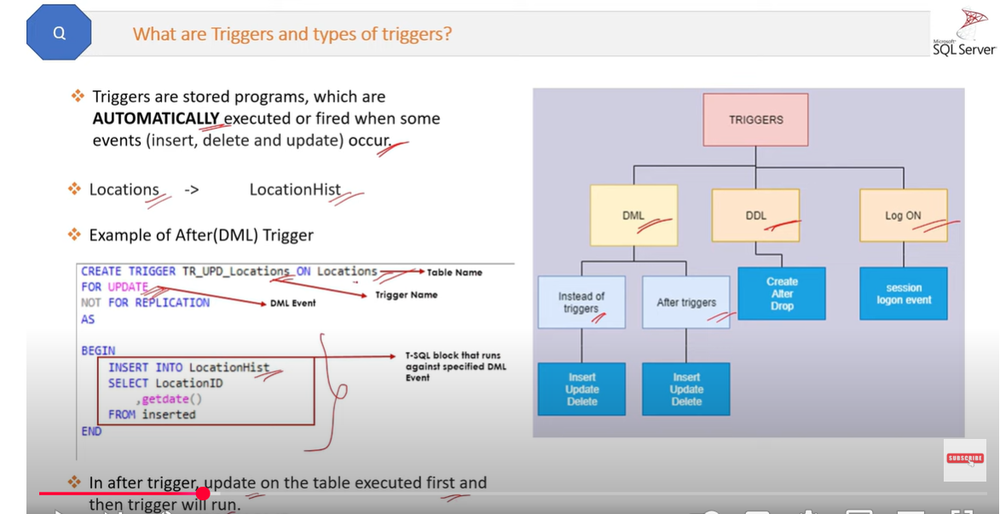 Q
What are Triggers and types of triggers?
Microsoft
SQL Server
Triggers are stored programs, which are
AUTOMATICALLY executed or fired when some
events (insert, delete and update) occur.
Locations -> LocationHist
Example of After(DML) Trigger
CREATE TRIGGER TR_UPD_Locations ON Locations
Table Name
FOR UPDATE
Trigger Name
NOT FOR REPLICATION
DML Event
AS
BEGIN
INSERT INTO LocationHist
SELECT LocationID
,getdate()
FROM inserted
END
T-SQL block that runs
against specified DML
Event
In after trigger, update on the table executed first and
then trigger will run.
TRIGGERS
DML
DDL
Log ON
Instead of
triggers
After triggers
Create
Alter
Drop
session
logon event
Insert
Update
Delete
Insert
Update
Delete
SUBSCRIBE